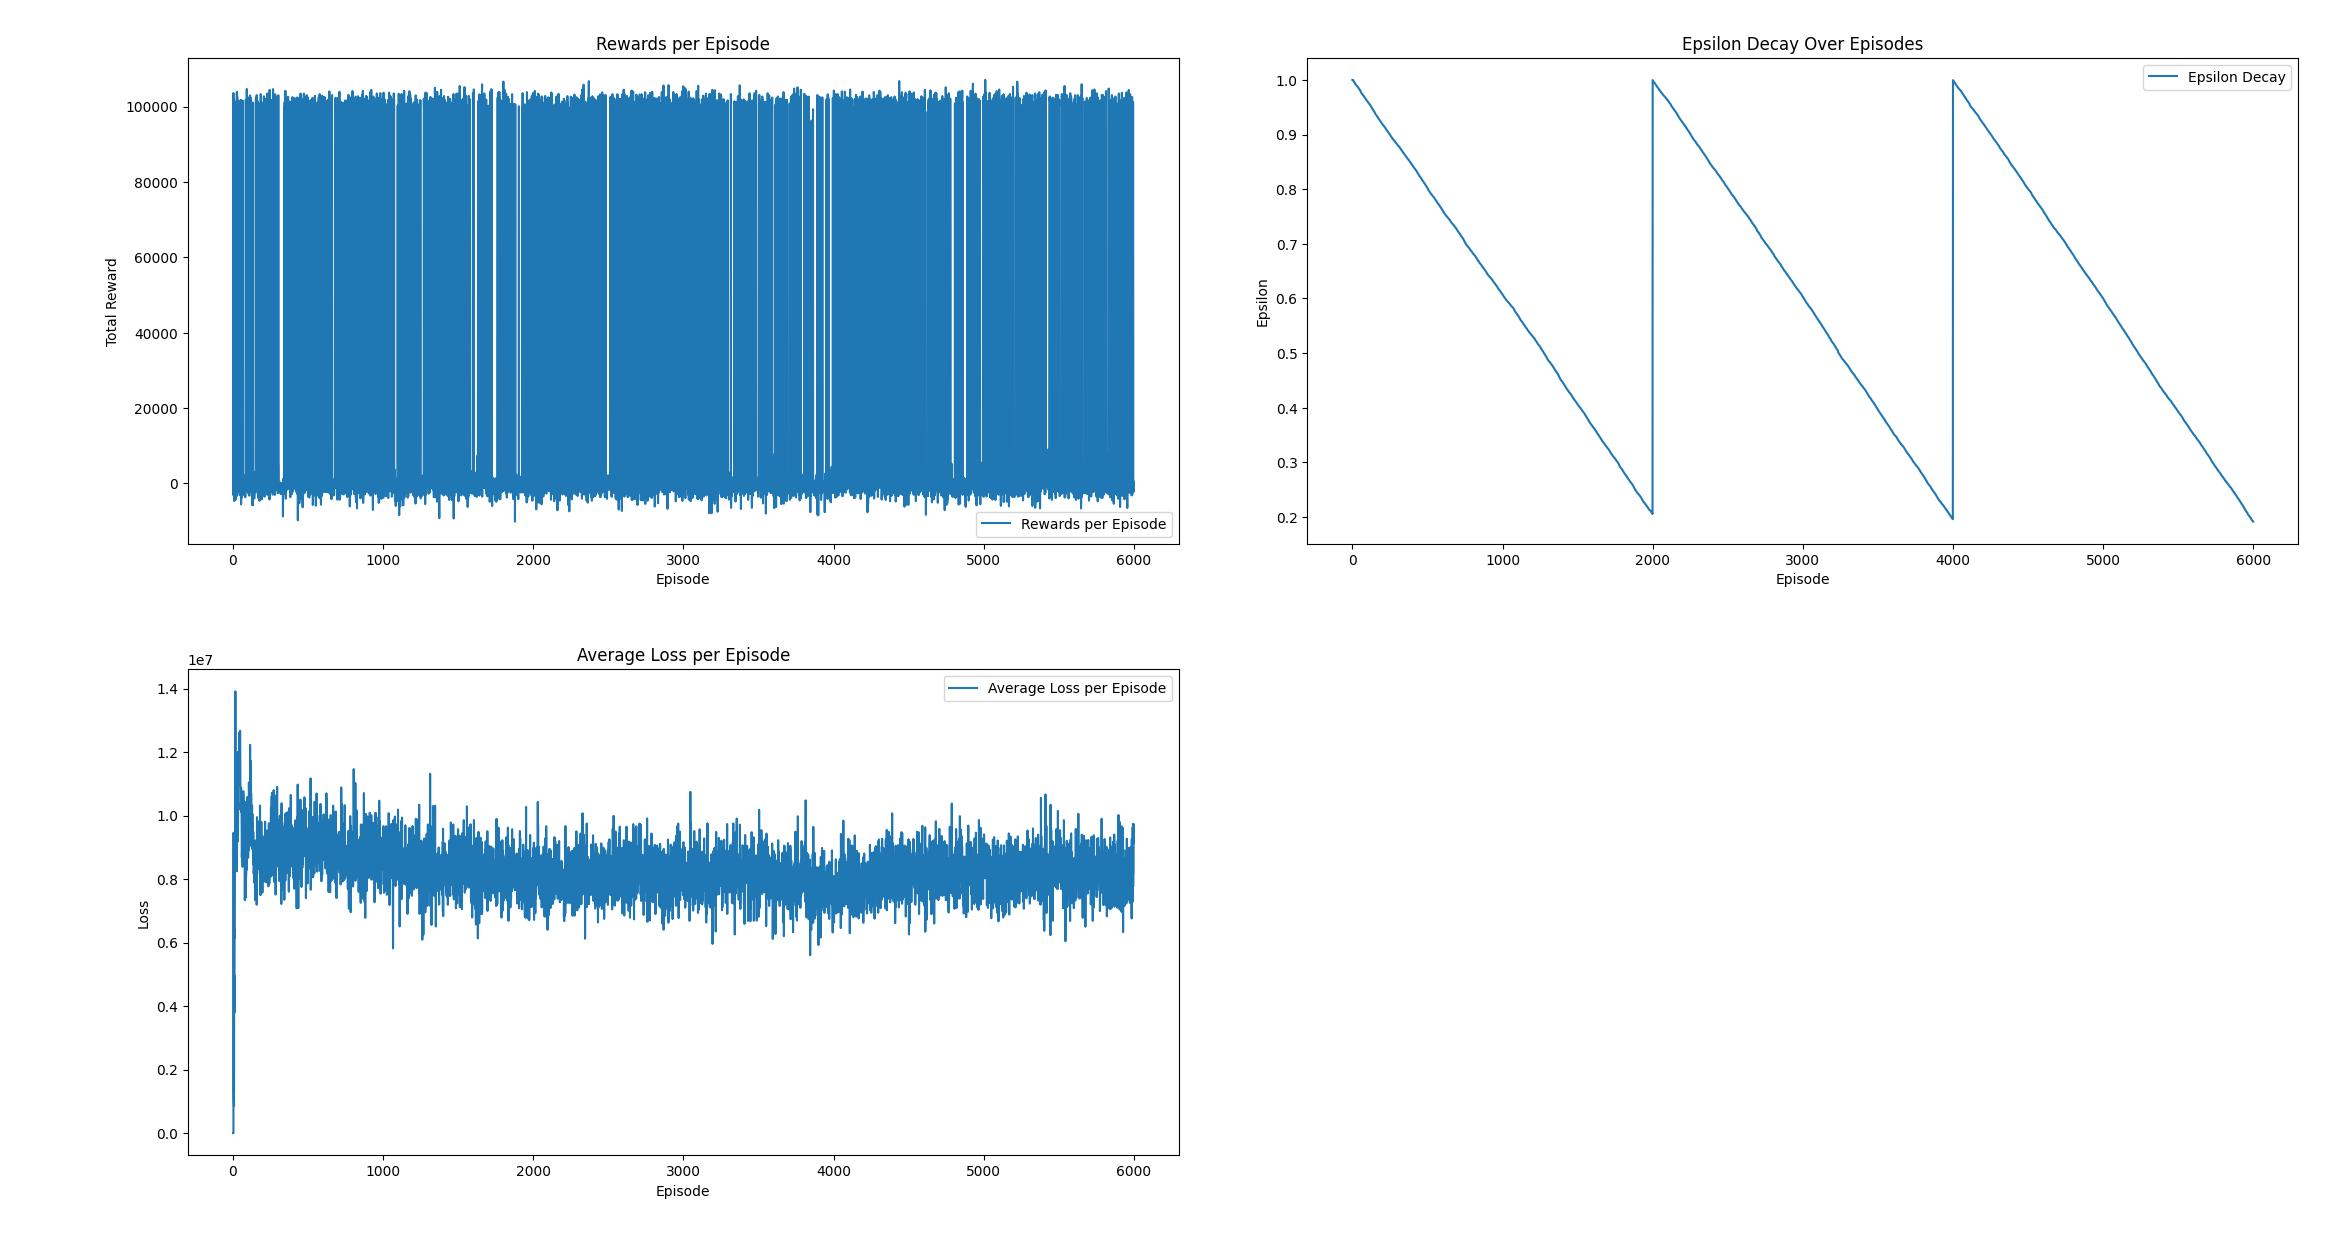 Rewards per Episode
Total Reward
100000
80000
60000
40000
20000
0
Rewards per Episode
0 1000 2000 3000 4000 5000 6000
Episode
Epsilon Decay Over Episodes
Epsilon
1.0
0.9
0.8
0.7
0.6
0.5
0.4
0.3
0.2
Epsilon Decay
0 1000 2000 3000 4000 5000 6000
Episode
Average Loss per Episode
1e7
Loss
1.4
1.2
1.0
0.8
0.6
0.4
0.2
0.0
Average Loss per Episode
0 1000 2000 3000 4000 5000 6000
Episode